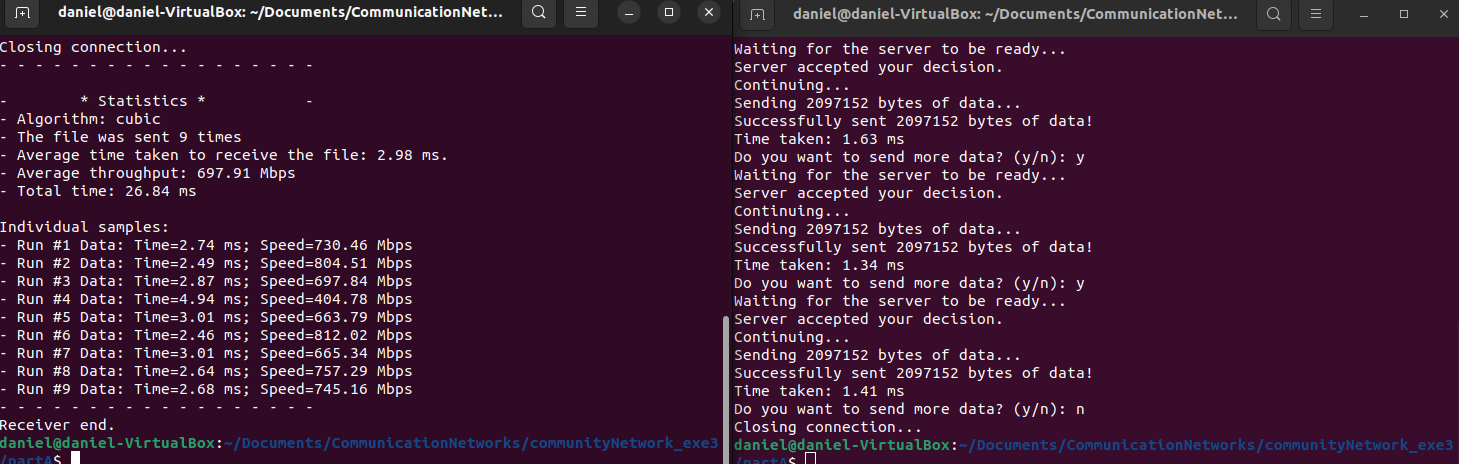 daniel@daniel-VirtualBox: ~/Documents/CommunicationNet...
Closing connection...
- - - - - - - - - - - - - - - - - -
-        * Statistics *           -
- Algorithm: cubic
- The file was sent 9 times
- Average time taken to receive the file: 2.98 ms.
- Average throughput: 697.91 Mbps
- Total time: 26.84 ms
Individual samples:
- Run #1 Data: Time=2.74 ms; Speed=730.46 Mbps
- Run #2 Data: Time=2.49 ms; Speed=804.51 Mbps
- Run #3 Data: Time=2.87 ms; Speed=697.84 Mbps
- Run #4 Data: Time=4.94 ms; Speed=404.78 Mbps
- Run #5 Data: Time=3.01 ms; Speed=663.79 Mbps
- Run #6 Data: Time=2.46 ms; Speed=812.02 Mbps
- Run #7 Data: Time=3.01 ms; Speed=665.34 Mbps
- Run #8 Data: Time=2.64 ms; Speed=757.29 Mbps
- Run #9 Data: Time=2.68 ms; Speed=745.16 Mbps
- - - - - - - - - - - - - - - - - -
Receiver end.
daniel@daniel-VirtualBox:~/Documents/CommunicationNetworks/communityNetwork_exe3
/partA$
daniel@daniel-VirtualBox: ~/Documents/CommunicationNet...
Waiting for the server to be ready...
Server accepted your decision.
Continuing...
Sending 2097152 bytes of data...
Successfully sent 2097152 bytes of data!
Time taken: 1.63 ms
Do you want to send more data? (y/n): y
Waiting for the server to be ready...
Server accepted your decision.
Continuing...
Sending 2097152 bytes of data...
Successfully sent 2097152 bytes of data!
Time taken: 1.34 ms
Do you want to send more data? (y/n): y
Waiting for the server to be ready...
Server accepted your decision.
Continuing...
Sending 2097152 bytes of data...
Successfully sent 2097152 bytes of data!
Time taken: 1.41 ms
Do you want to send more data? (y/n): n
Closing connection...
daniel@daniel-VirtualBox:~/Documents/CommunicationNetworks/communityNetwork_exe3
/partA$